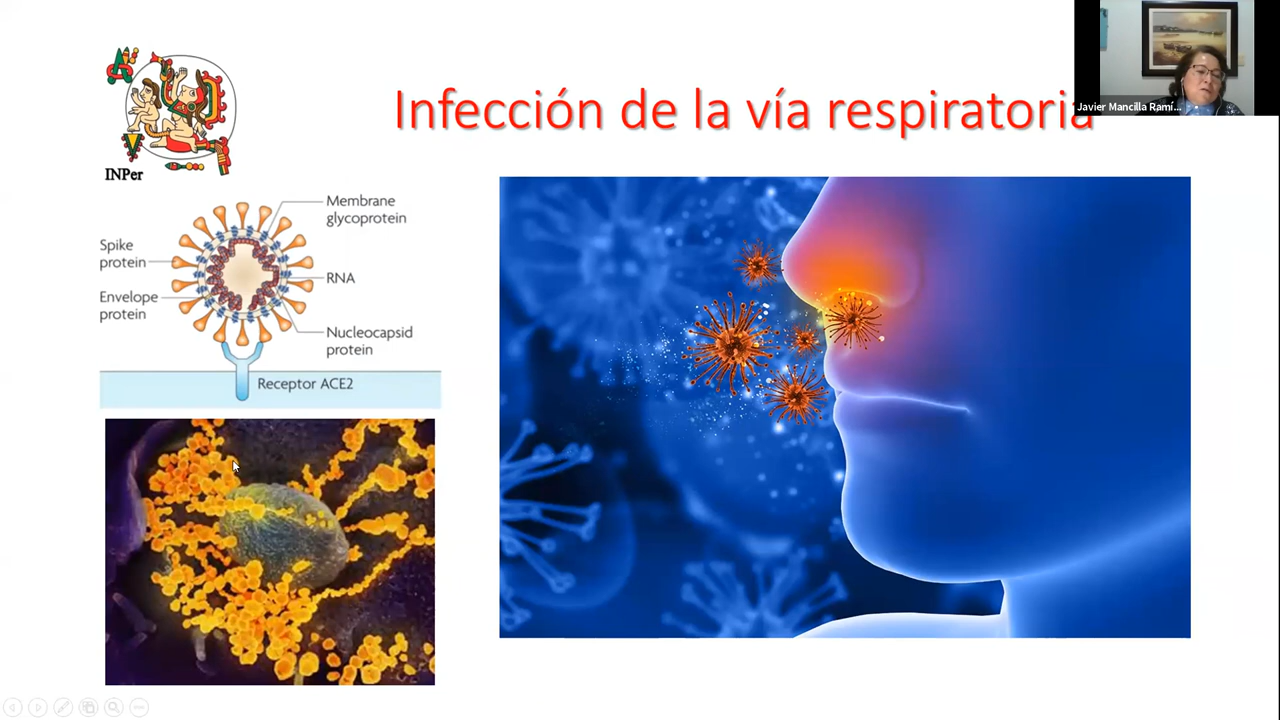 Infección de la vía respiratoria
Javier Mancilla Ramí...
INPer
Membrane
glycoprotein
Spike
protein
RNA
Envelope
protein
Nucleocapsid
protein
Receptor ACE2